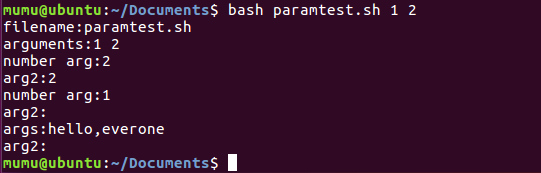 mumu@ubuntu:~/Documents$ bash paramtest.sh 1 2
filename:paramtest.sh
arguments:1 2
number arg:2
arg2:2
number arg:1
arg2:
args:hello,everone
arg2:
mumu@ubuntu:~/Documents$